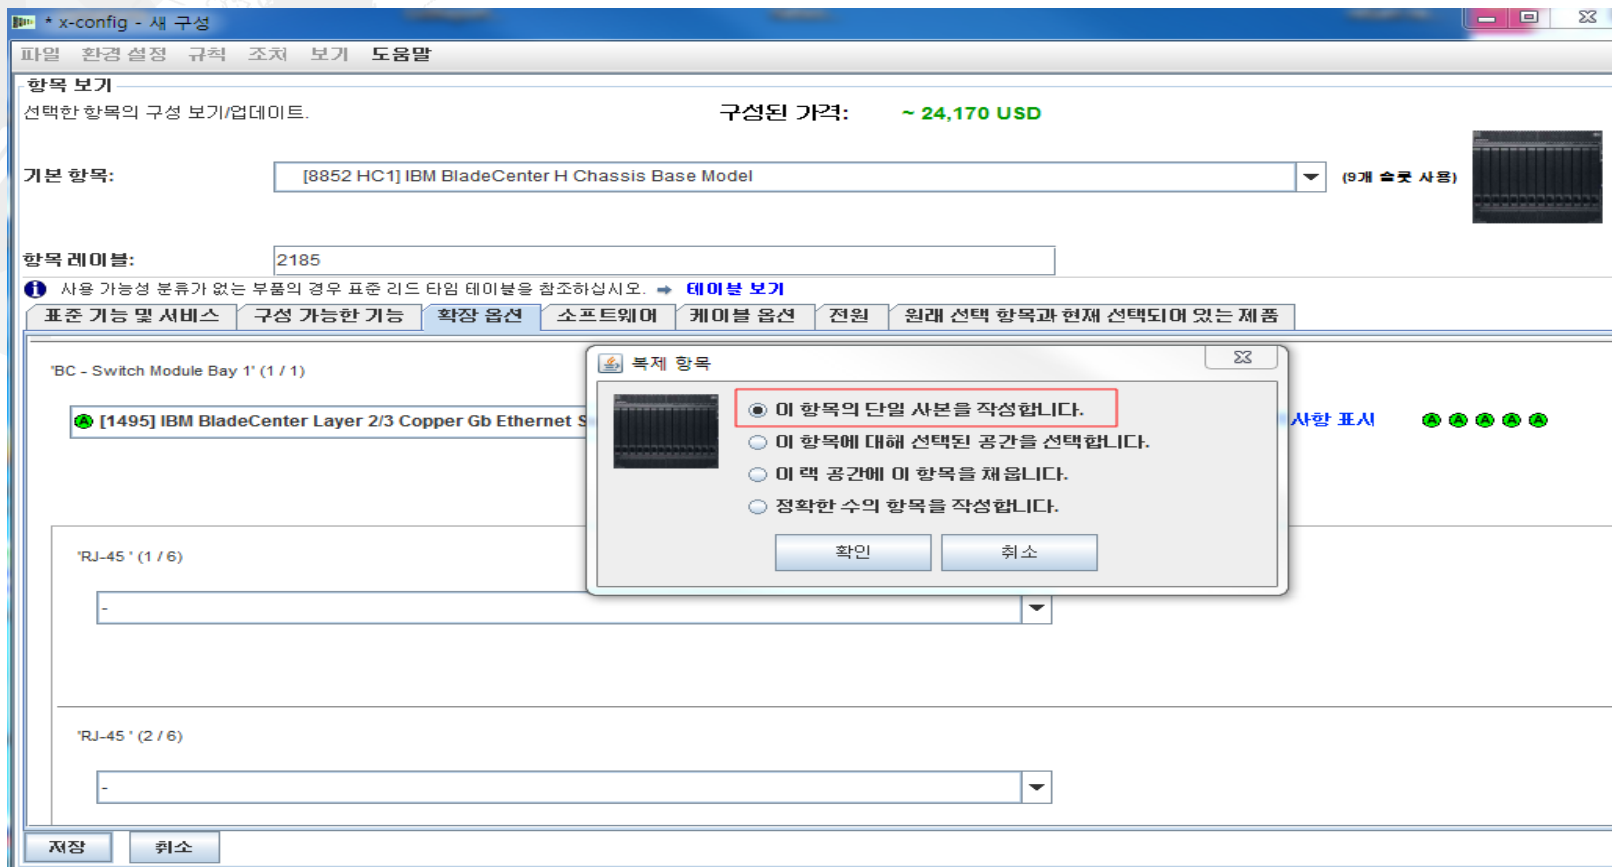 * x-config - 새 구성
파일 환경 설정 규칙 조치 보기 도움말
항목 보기
선택한 항목의 구성 보기/업데이트.
구성된 가격: ~ 24,170 USD
기본 항목: [8852 HC1] IBM BladeCenter H Chassis Base Model (9개 슬롯 사용)
항목 레이블: 2185
사용 가능성 분류가 없는 부품의 경우 표준 리드 타임 테이블을 참조하십시오. 테이블 보기
표준 기능 및 서비스 구성 가능한 기능 확장 옵션 소프트웨어 케이블 옵션 전원 원래 선택 항목과 현재 선택되어 있는 제품
'BC - Switch Module Bay 1' (1 / 1)
A [1495] IBM BladeCenter Layer 2/3 Copper Gb Ethernet S
사항 표시 A A A A A
복제 항목
이 항목의 단일 사본을 작성합니다.
이 항목에 대해 선택된 공간을 선택합니다.
이 랙 공간에 이 항목을 채웁니다.
정확한 수의 항목을 작성합니다.
확인 취소
'RJ-45 ' (1 / 6)
-
'RJ-45 ' (2 / 6)
-
저장 취소